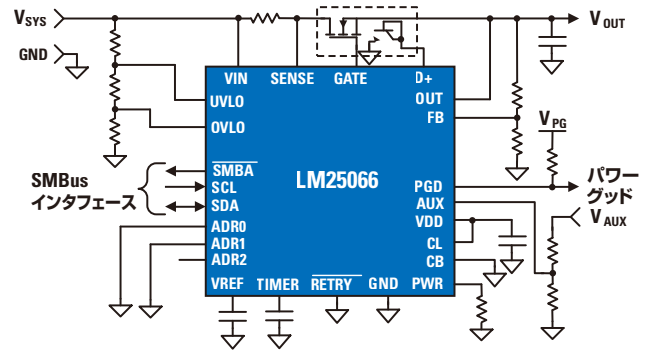 VSYS
VOUT
GND
VIN
SENSE
GATE
D+
UVLO
OUT
OVLO
FB
VPG
SMBA
SMBus
インタフェース
SCL
SDA
LM25066
PGD
パワー
グッド
AUX
VAUX
ADR0
VDD
ADR1
CL
ADR2
CB
VREF
TIMER
RETRY
GND
PWR